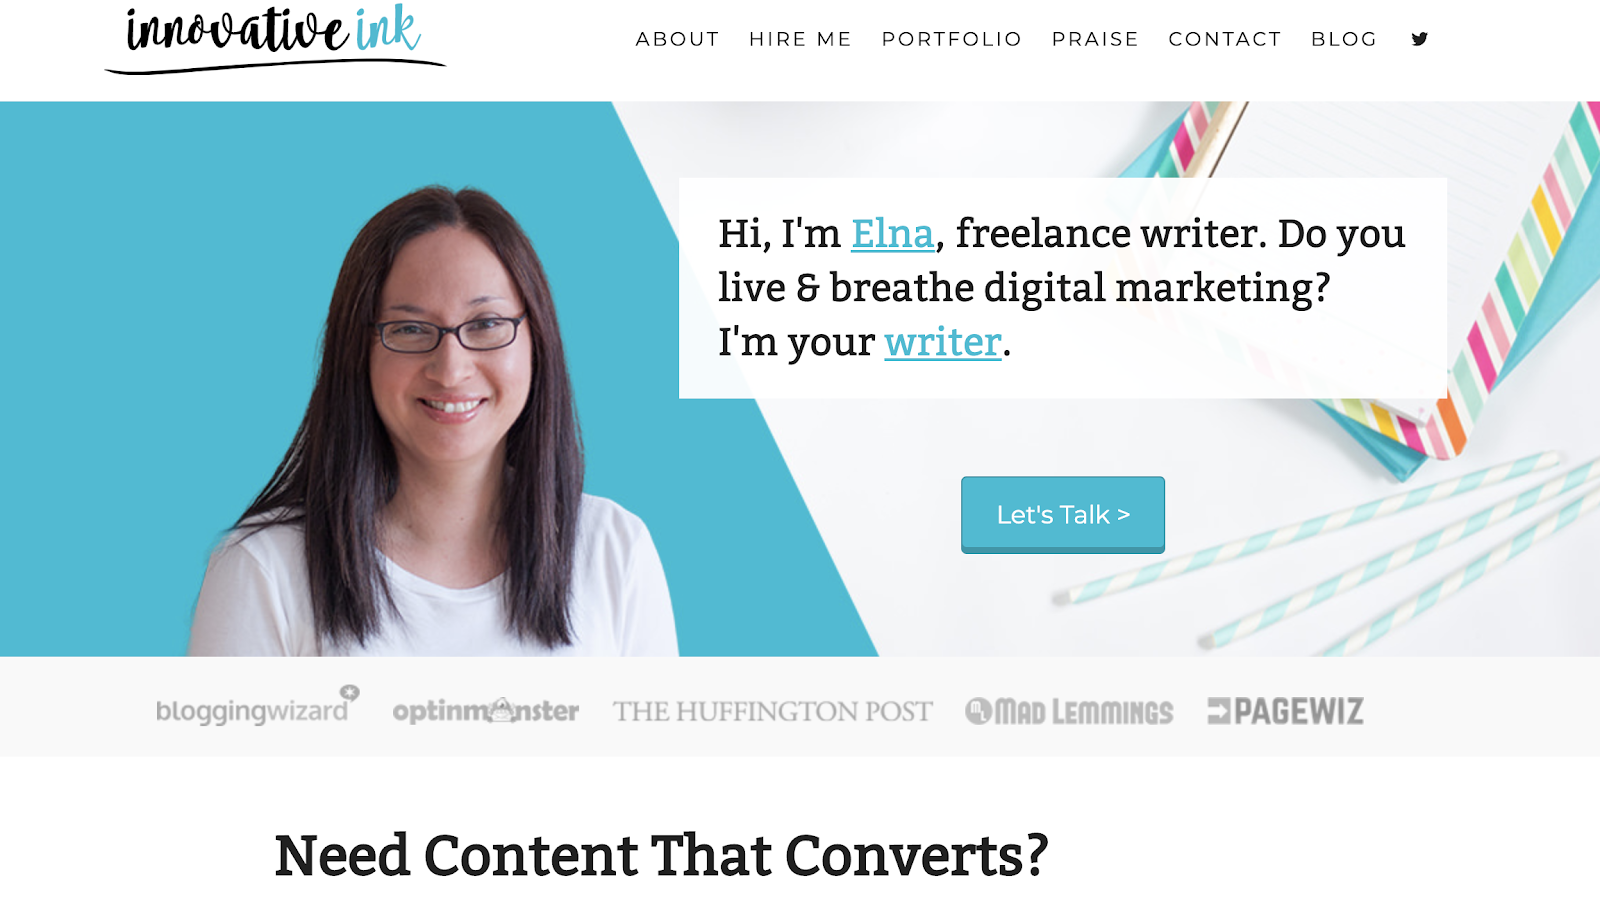 innovative ink
ABOUT HIRE ME PORTFOLIO PRAISE CONTACT BLOG
Hi, I'm Elna, freelance writer. Do you
live & breathe digital marketing?
I'm your writer.
Let's Talk >
bloggingwizard optinmonster THE HUFFINGTON POST MAD LEMMINGS PAGEWIZ
Need Content That Converts?